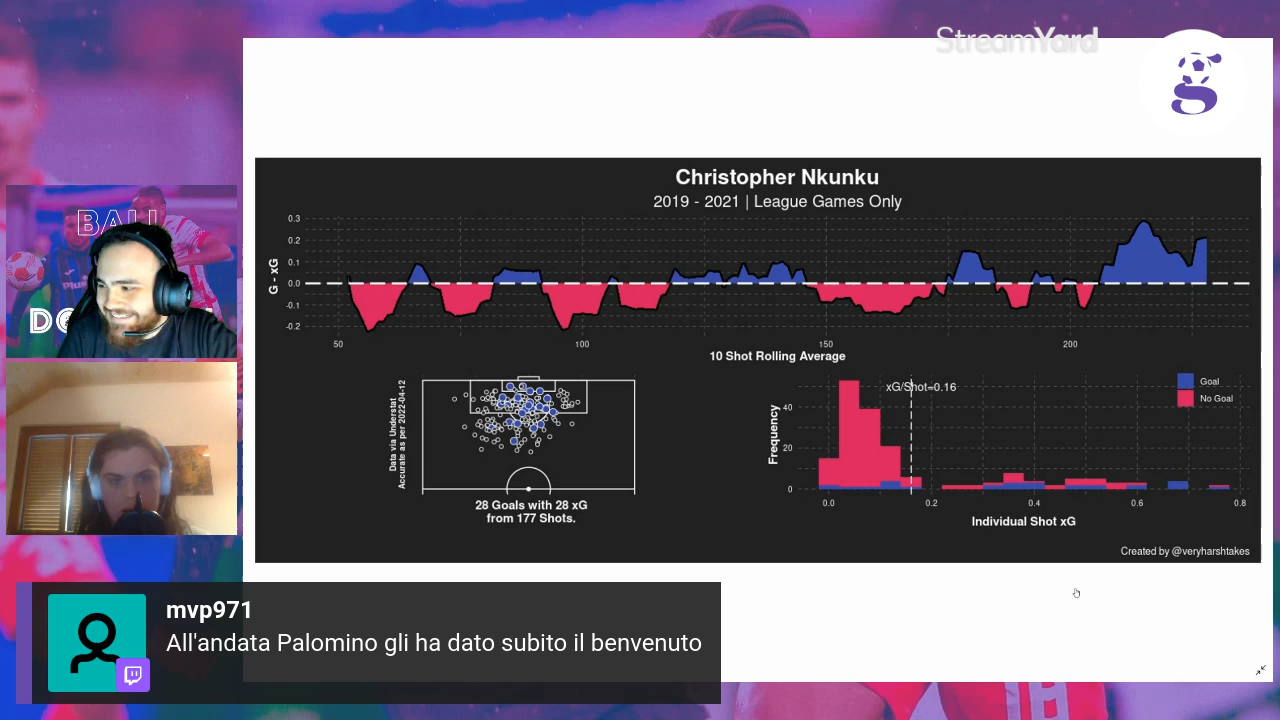 StreamYard
Christopher Nkunku
2019 - 2021 | League Games Only
G - xG
0.3
0.2
0.1
0.0
-0.1
-0.2
50
100
150
200
10 Shot Rolling Average
Data via Understat
Accurate as per 2022-04-12
28 Goals with 28 xG
from 177 Shots.
xG/Shot=0.16
Goal
No Goal
Frequency
40
20
0
0.0
0.2
0.4
0.6
0.8
Individual Shot xG
Created by @veryharshtakes
mvp971
All'andata Palomino gli ha dato subito il benvenuto